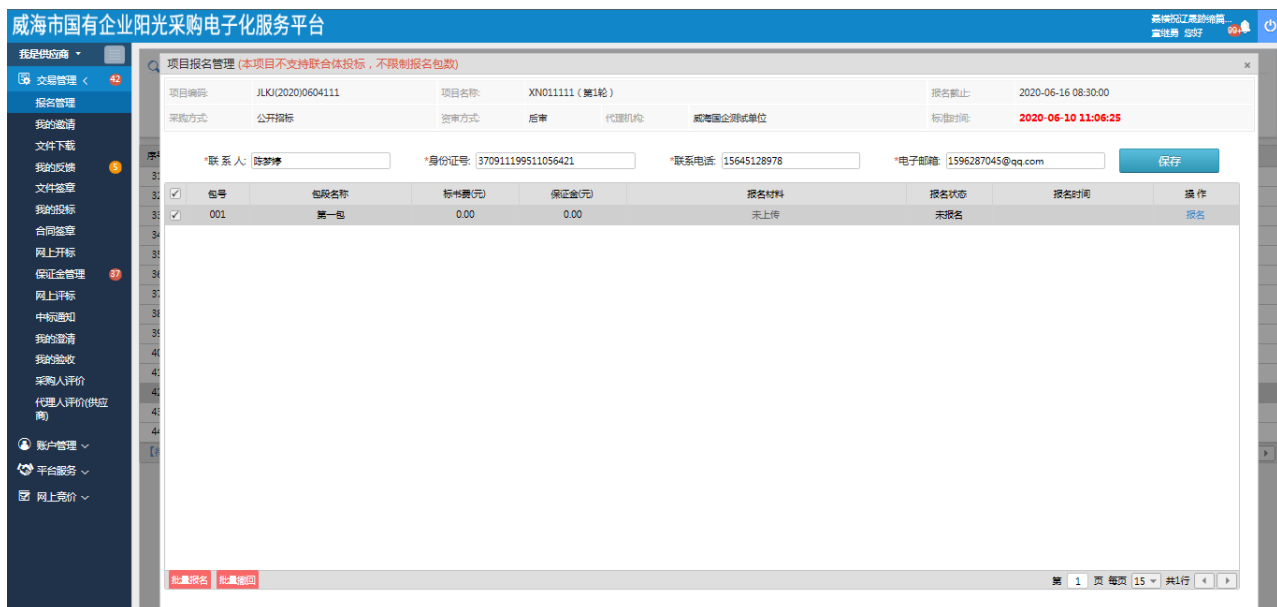 威海市国有企业阳光采购电子化服务平台
童继勇 您好
99+
我是供应商
交易管理 42
报名管理
我的邀请
文件下载
我的反馈 5
文件签章
我的投标
合同签章
网上开标
保证金管理 37
网上评标
中标通知
我的澄清
我的验收
采购人评价
代理人评价(供应
商)
账户管理
平台服务
网上竞价
项目报名管理 (本项目不支持联合体投标，不限制报名包数) ×
项目编码: JLKJ(2020)0604111 项目名称: XN011111（第1轮） 报名截止: 2020-06-16 08:30:00
采购方式: 公开招标 资审方式: 后审 代理机构: 威海国企测试单位 标准时间: 2020-06-10 11:06:25
*联 系 人: 陈梦婷 *身份证号: 370911199511056421 *联系电话: 15645128978 *电子邮箱: 1596287045@qq.com 保存
包号 包段名称 标书费(元) 保证金(元) 报名材料 报名状态 报名时间 操 作
001 第一包 0.00 0.00 未上传 未报名 报名
批量报名 批量撤回 第 1 页 每页 15 共1行